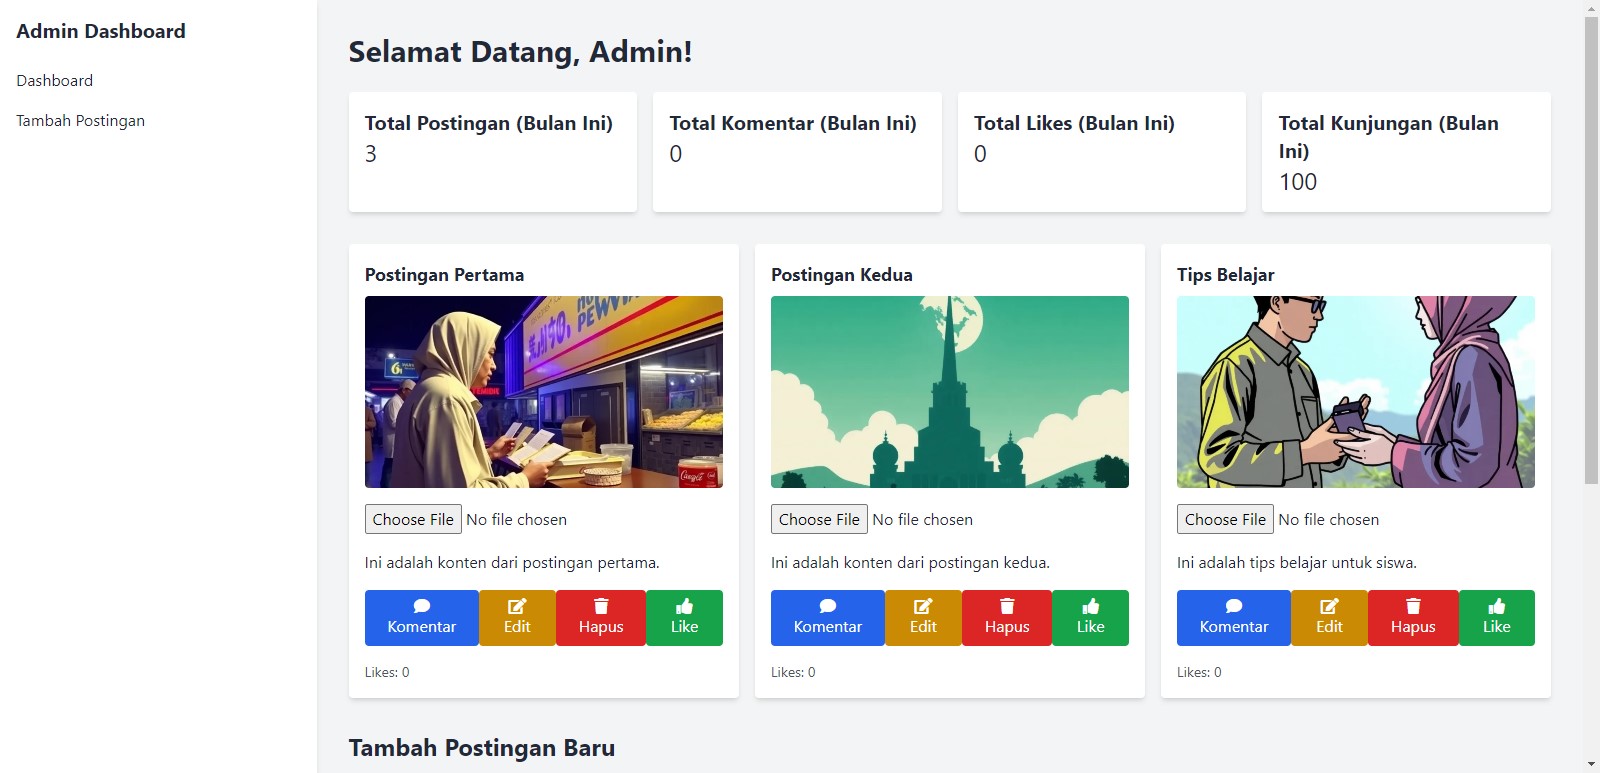 Admin Dashboard
Dashboard
Tambah Postingan
Selamat Datang, Admin!
Total Postingan (Bulan Ini)
3
Total Komentar (Bulan Ini)
0
Total Likes (Bulan Ini)
0
Total Kunjungan (Bulan
Ini)
100
Postingan Pertama
Choose File No file chosen
Ini adalah konten dari postingan pertama.
Komentar Edit Hapus Like
Likes: 0
Postingan Kedua
Choose File No file chosen
Ini adalah konten dari postingan kedua.
Komentar Edit Hapus Like
Likes: 0
Tips Belajar
Choose File No file chosen
Ini adalah tips belajar untuk siswa.
Komentar Edit Hapus Like
Likes: 0
Tambah Postingan Baru